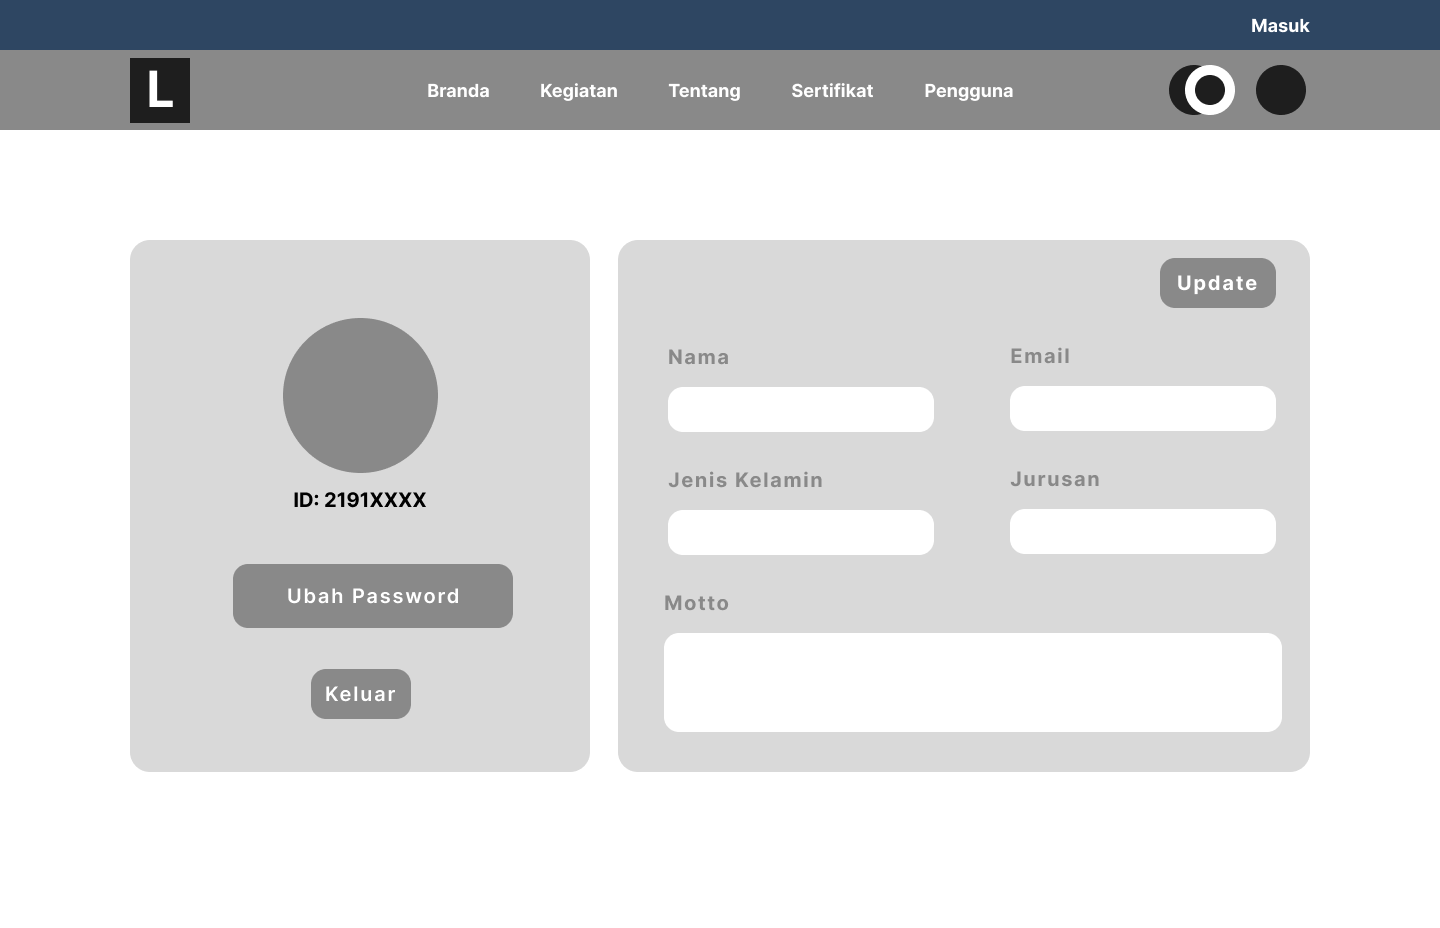 Masuk
L
Branda
Kegiatan
Tentang
Sertifikat
Pengguna
ID: 2191XXXX
Ubah Password
Keluar
Update
Nama
Email
Jenis Kelamin
Jurusan
Motto